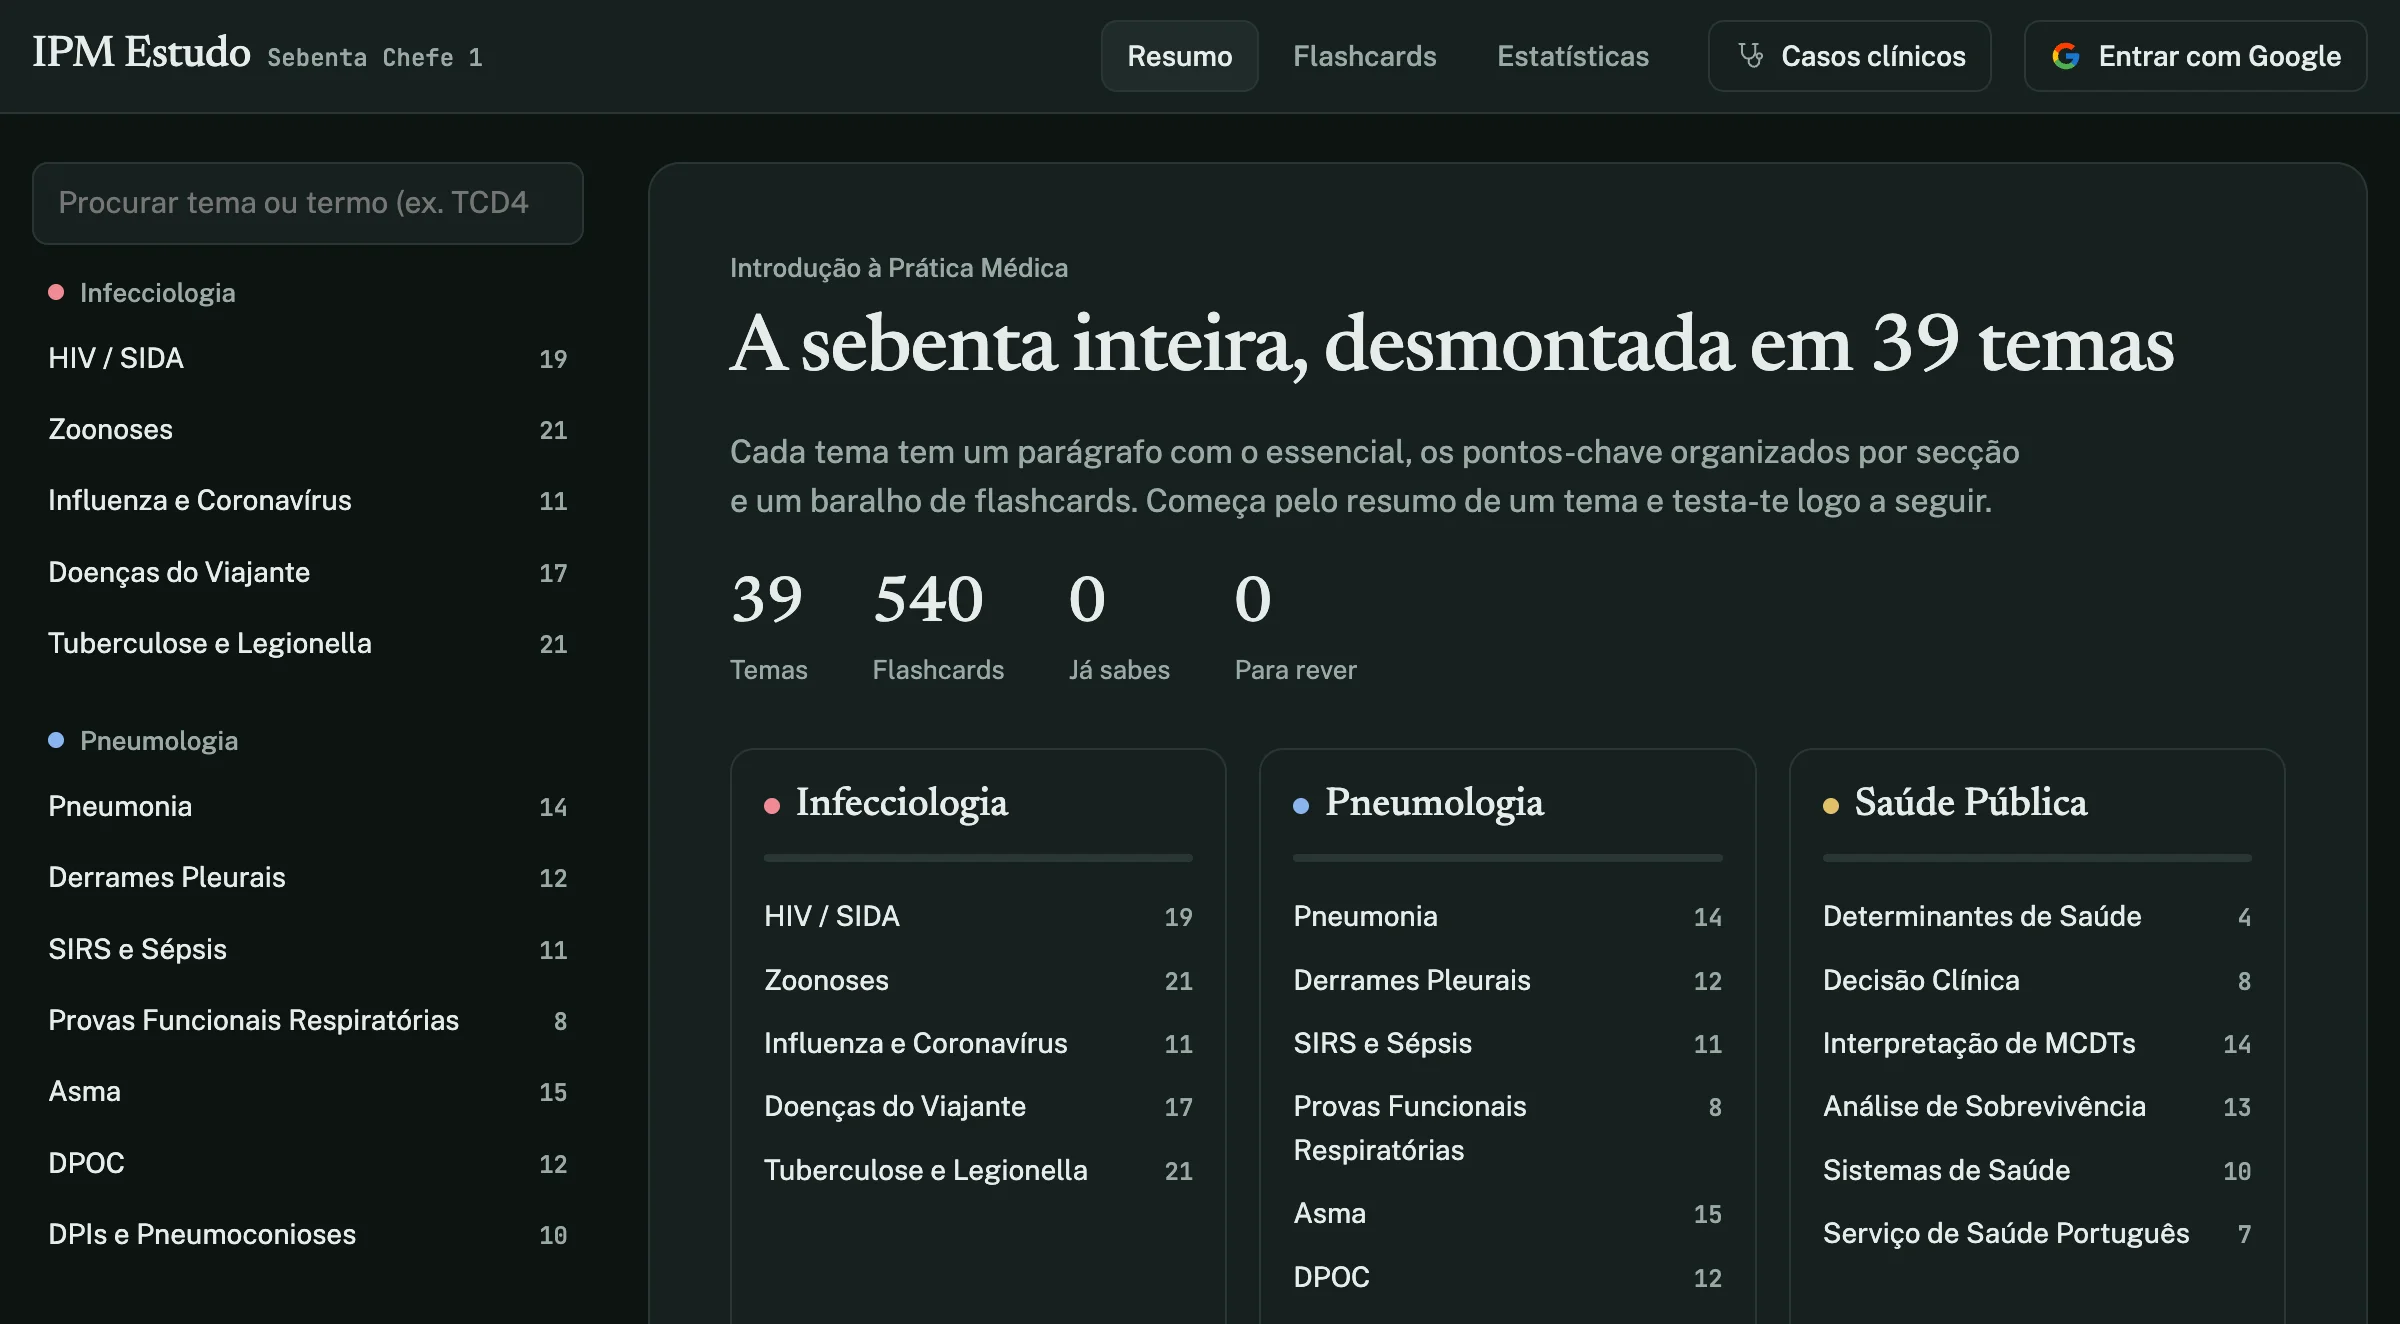 IPM Estudo Sebenta Chefe 1
Resumo
Flashcards
Estatísticas
Casos clínicos
Entrar com Google
Procurar tema ou termo (ex. TCD4
Infecciologia
HIV / SIDA 19
Zoonoses 21
Influenza e Coronavírus 11
Doenças do Viajante 17
Tuberculose e Legionella 21
Pneumologia
Pneumonia 14
Derrames Pleurais 12
SIRS e Sépsis 11
Provas Funcionais Respiratórias 8
Asma 15
DPOC 12
DPIs e Pneumoconioses 10
Introdução à Prática Médica
A sebenta inteira, desmontada em 39 temas
Cada tema tem um parágrafo com o essencial, os pontos-chave organizados por secção
e um baralho de flashcards. Começa pelo resumo de um tema e testa-te logo a seguir.
39 Temas
540 Flashcards
0 Já sabes
0 Para rever
Infecciologia
HIV / SIDA 19
Zoonoses 21
Influenza e Coronavírus 11
Doenças do Viajante 17
Tuberculose e Legionella 21
Pneumologia
Pneumonia 14
Derrames Pleurais 12
SIRS e Sépsis 11
Provas Funcionais 8
Respiratórias
Asma 15
DPOC 12
Saúde Pública
Determinantes de Saúde 4
Decisão Clínica 8
Interpretação de MCDTs 14
Análise de Sobrevivência 13
Sistemas de Saúde 10
Serviço de Saúde Português 7